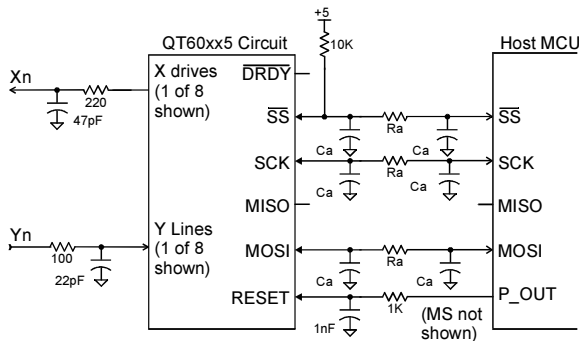 +5
QT60xx5 Circuit
Host MCU
10K
Xn
X drives
(1 of 8
shown)
DRDY
220
47pF
SS
Ra
SS
Ca
Ca
SCK
Ra
SCK
Ca
Ca
MISO
MISO
Yn
Y Lines
(1 of 8
shown)
100
22pF
MOSI
Ra
MOSI
Ca
Ca
RESET
1K
P_OUT
1nF
(MS not
shown)